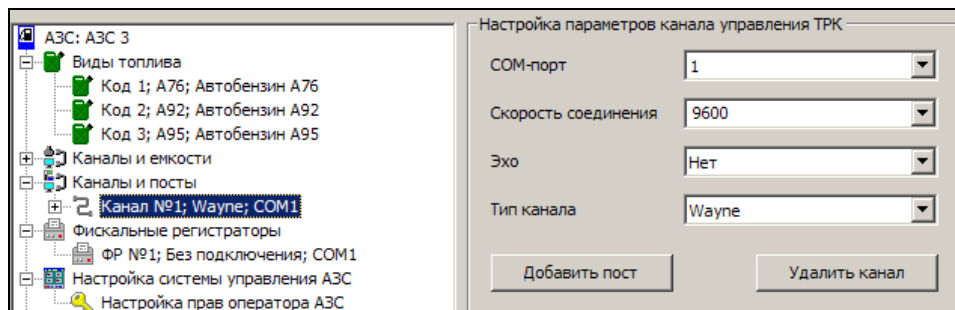 АЗС: АЗС 3
Виды топлива
Код 1; А76; Автобензин А76
Код 2; А92; Автобензин А92
Код 3; А95; Автобензин А95
Каналы и емкости
Каналы и посты
Канал №1; Wayne; COM1
Фискальные регистраторы
ФР №1; Без подключения; COM1
Настройка системы управления АЗС
Настройка прав оператора АЗС
Настройка параметров канала управления ТРК
COM-порт
1
Скорость соединения
9600
Эхо
Нет
Тип канала
Wayne
Добавить пост
Удалить канал